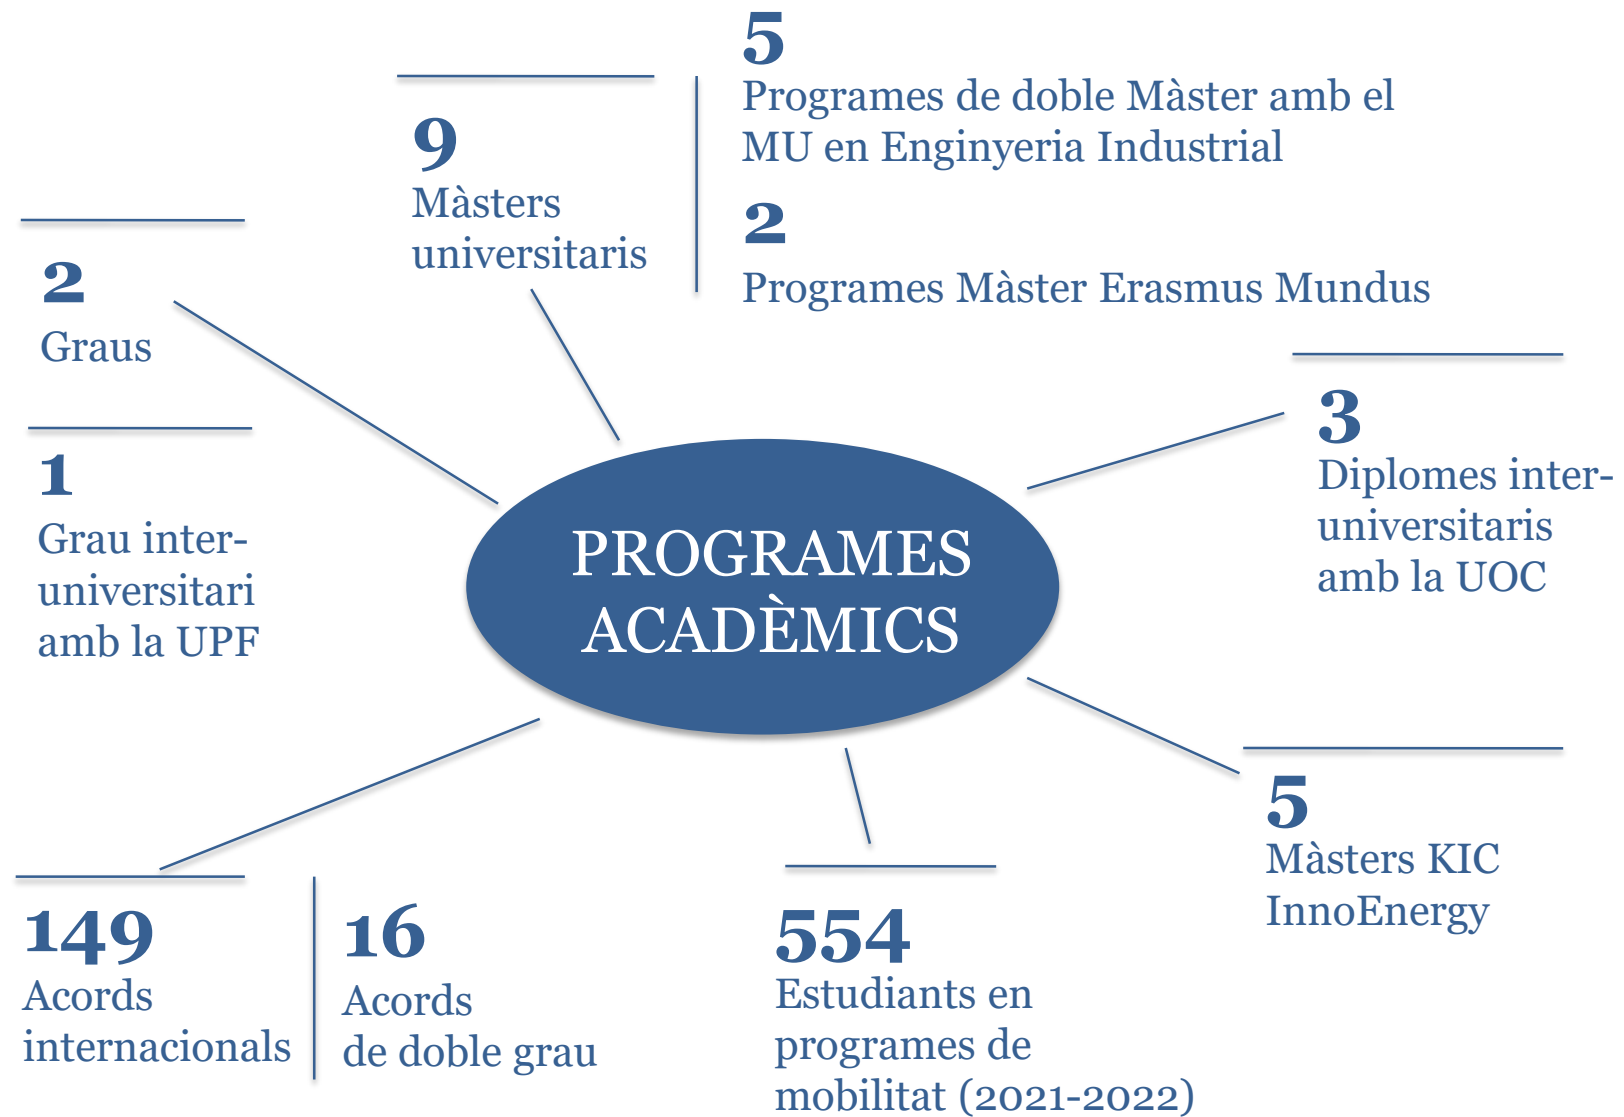 5
Programes de doble Màster amb el
MU en Enginyeria Industrial
9
Màsters
universitaris
2
Programes Màster Erasmus Mundus
2
Graus
3
Diplomes inter-
universitaris
amb la UOC
1
Grau inter-
universitari
amb la UPF
PROGRAMES
ACADÈMICS
5
Màsters KIC
InnoEnergy
149
Acords
internacionals
16
Acords
de doble grau
554
Estudiants en
programes de
mobilitat (2021-2022)